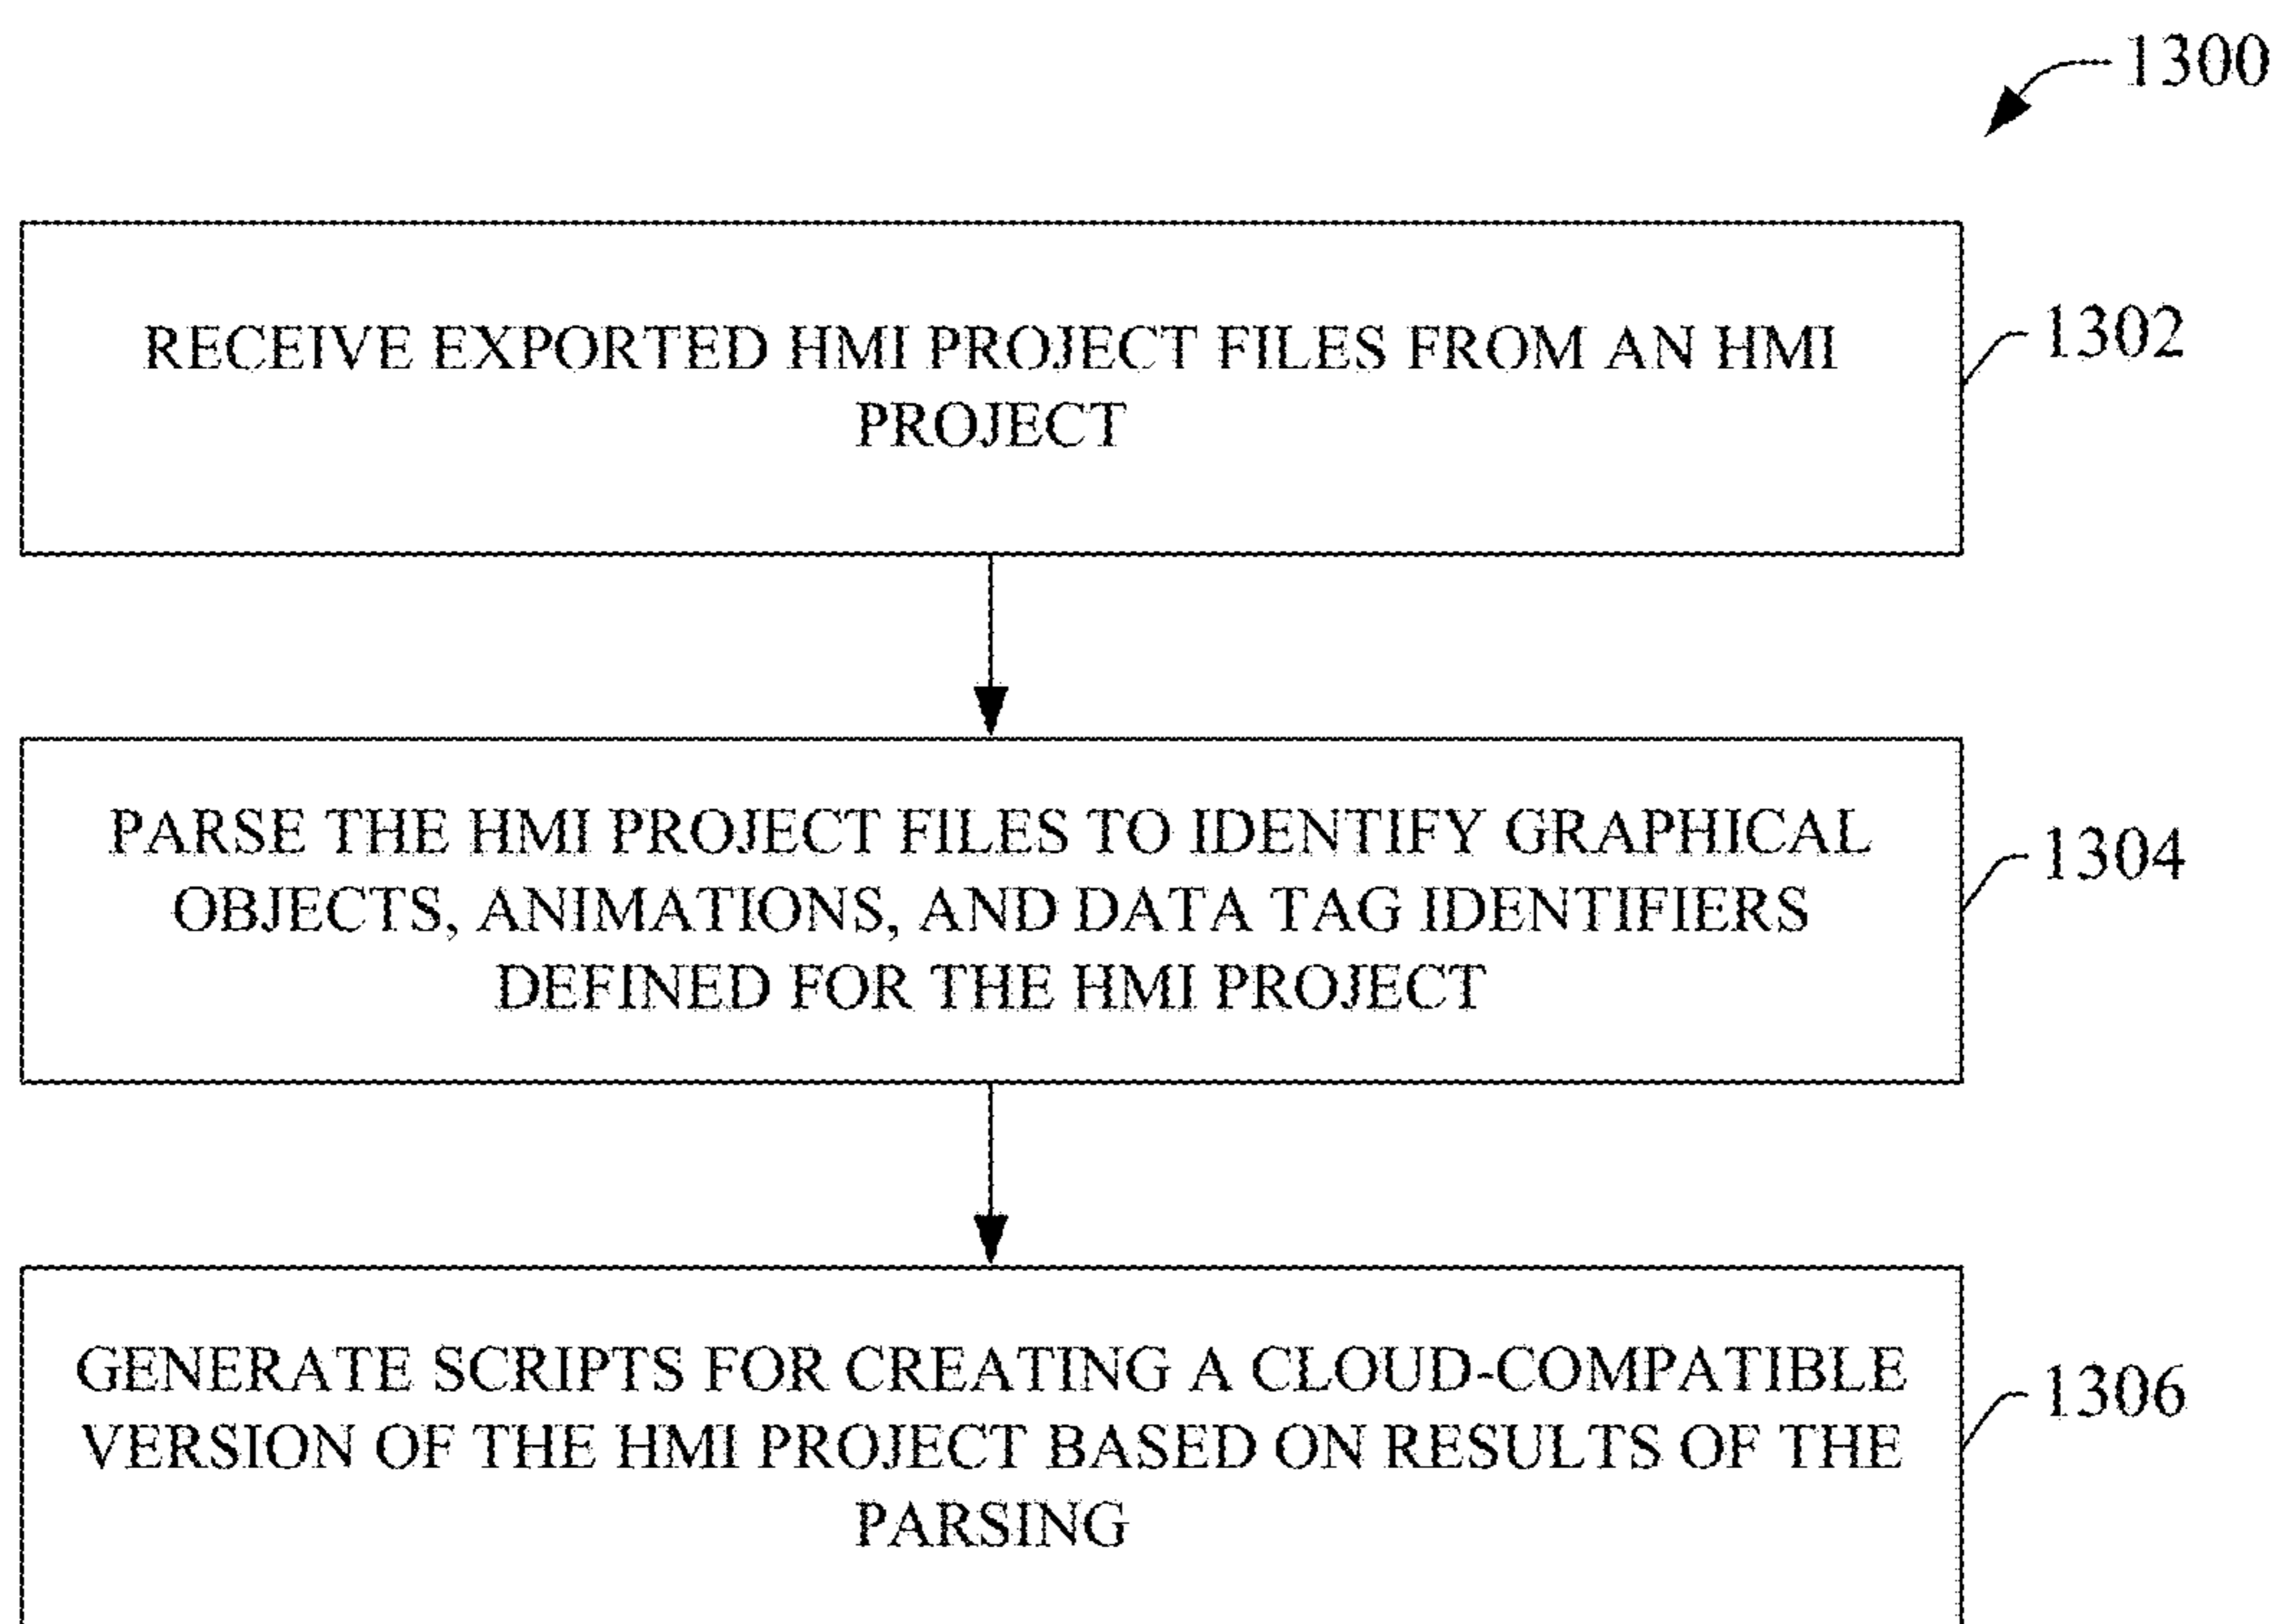 1300
RECEIVE EXPORTED HMI PROJECT FILES FROM AN HMI
PROJECT
1302
PARSE THE HMI PROJECT FILES TO IDENTIFY GRAPHICAL
OBJECTS, ANIMATIONS, AND DATA TAG IDENTIFIERS
DEFINED FOR THE HMI PROJECT
1304
GENERATE SCRIPTS FOR CREATING A CLOUD-COMPATIBLE
VERSION OF THE HMI PROJECT BASED ON RESULTS OF THE
PARSING
1306